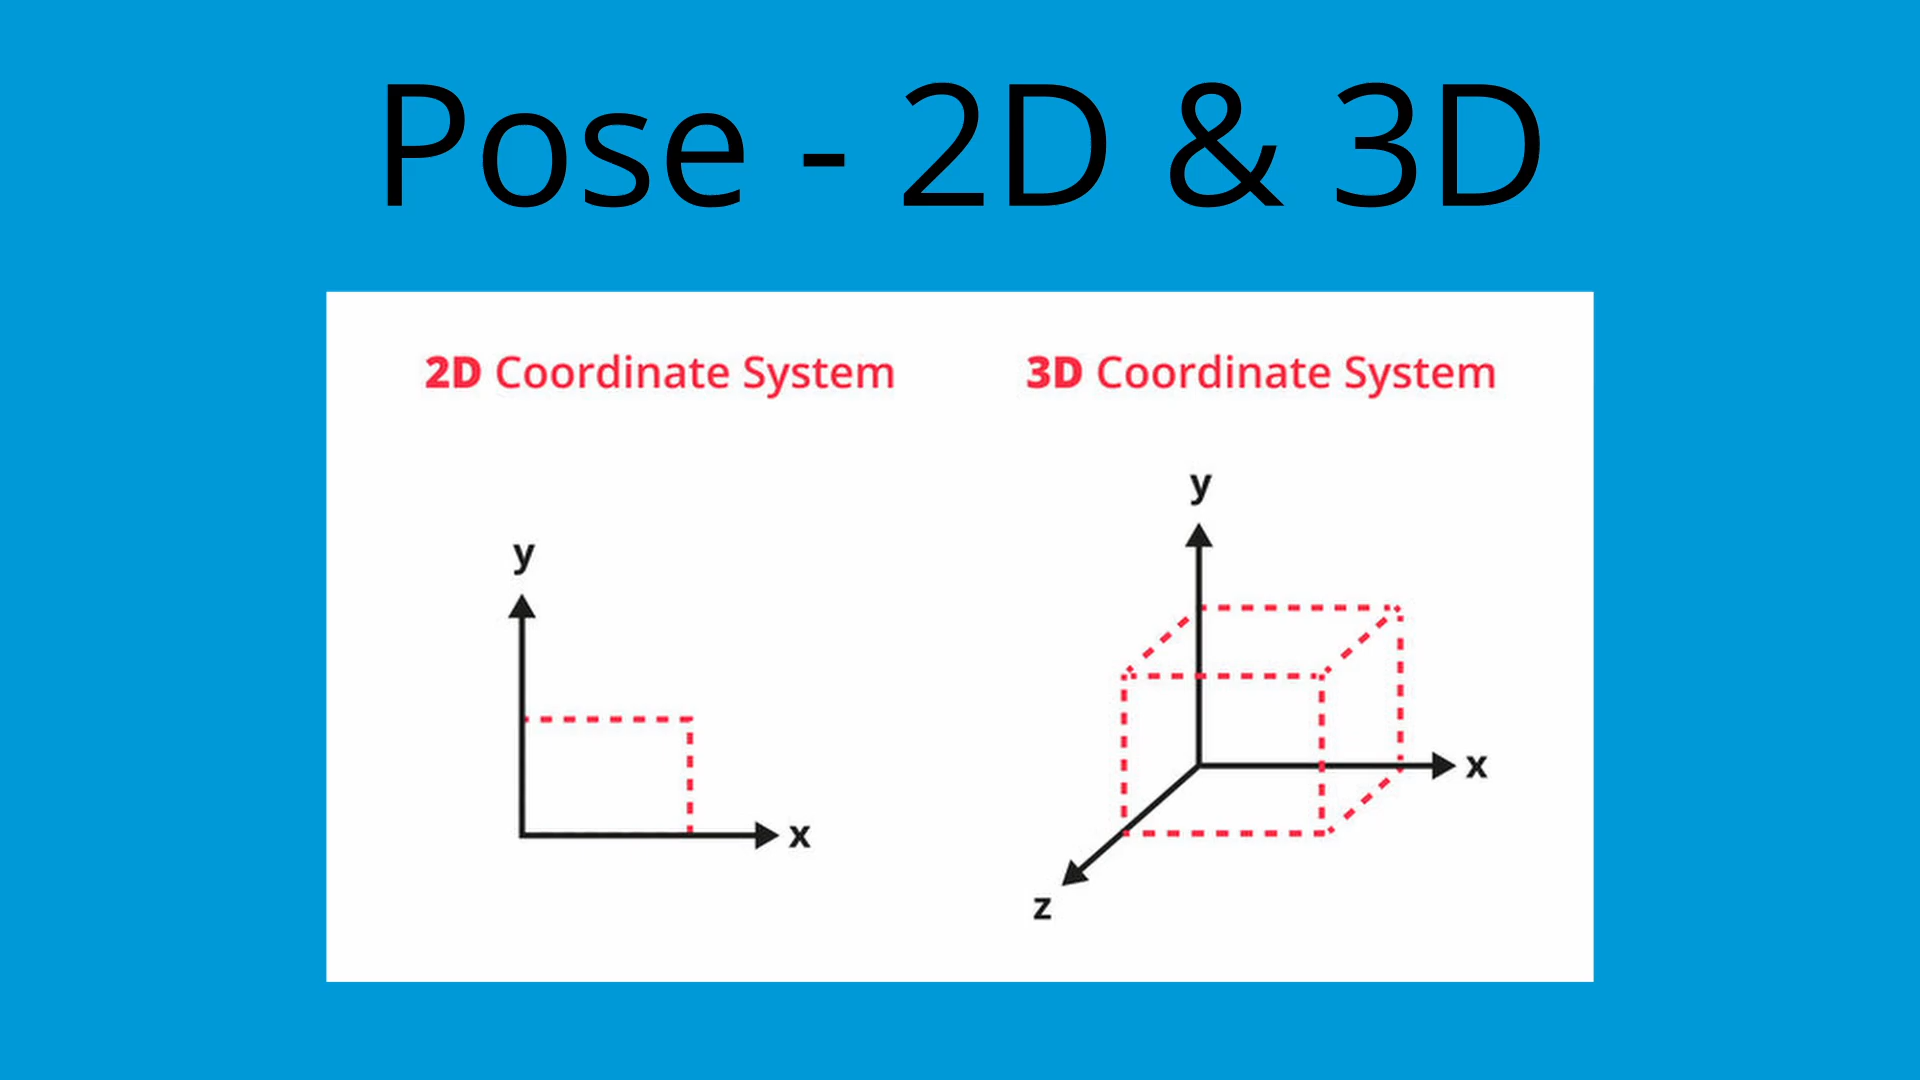 Pose - 2D & 3D
2D Coordinate System
3D Coordinate System
y
x
y
x
z